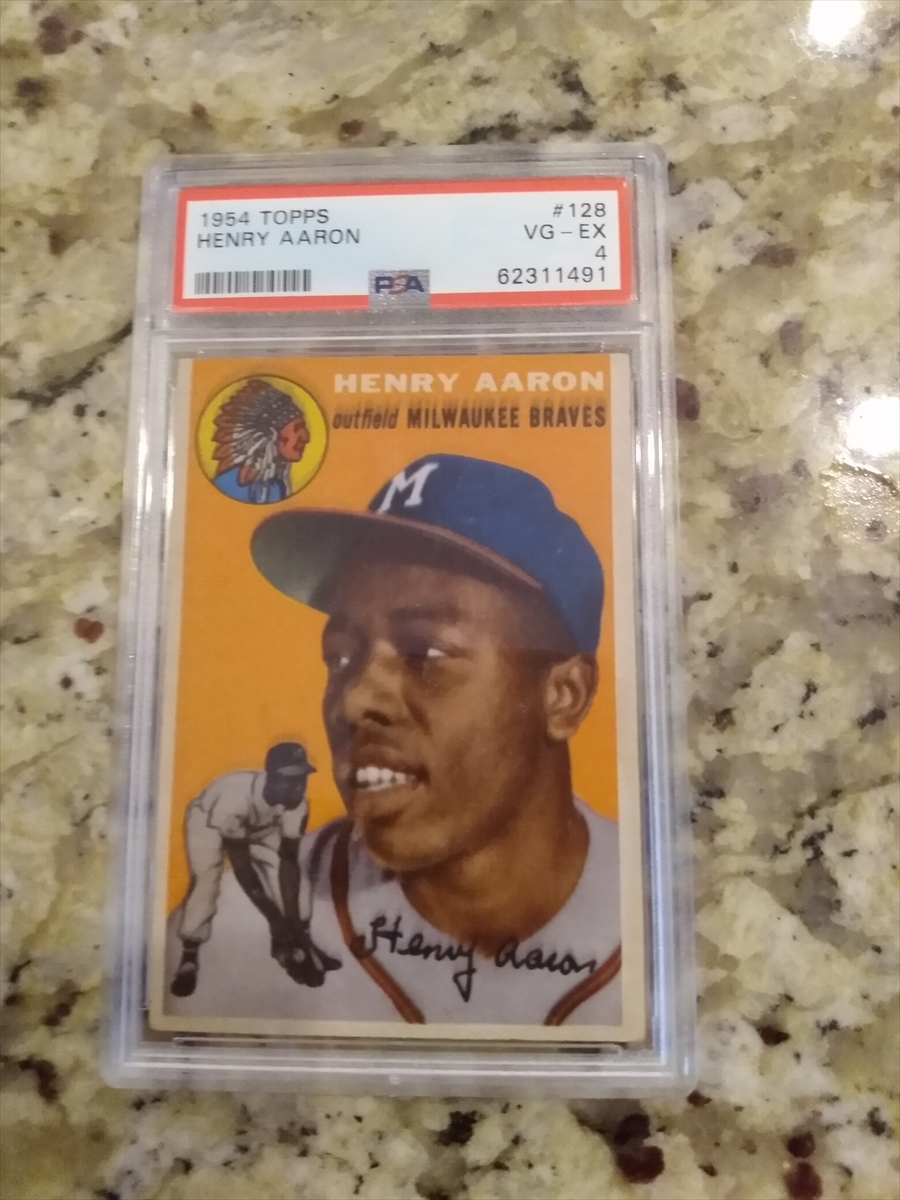 1954 TOPPS
HENRY AARON
#128
VG-EX
4
62311491
PSA
HENRY AARON
outfield MILWAUKEE BRAVES
M
Henry Aaron